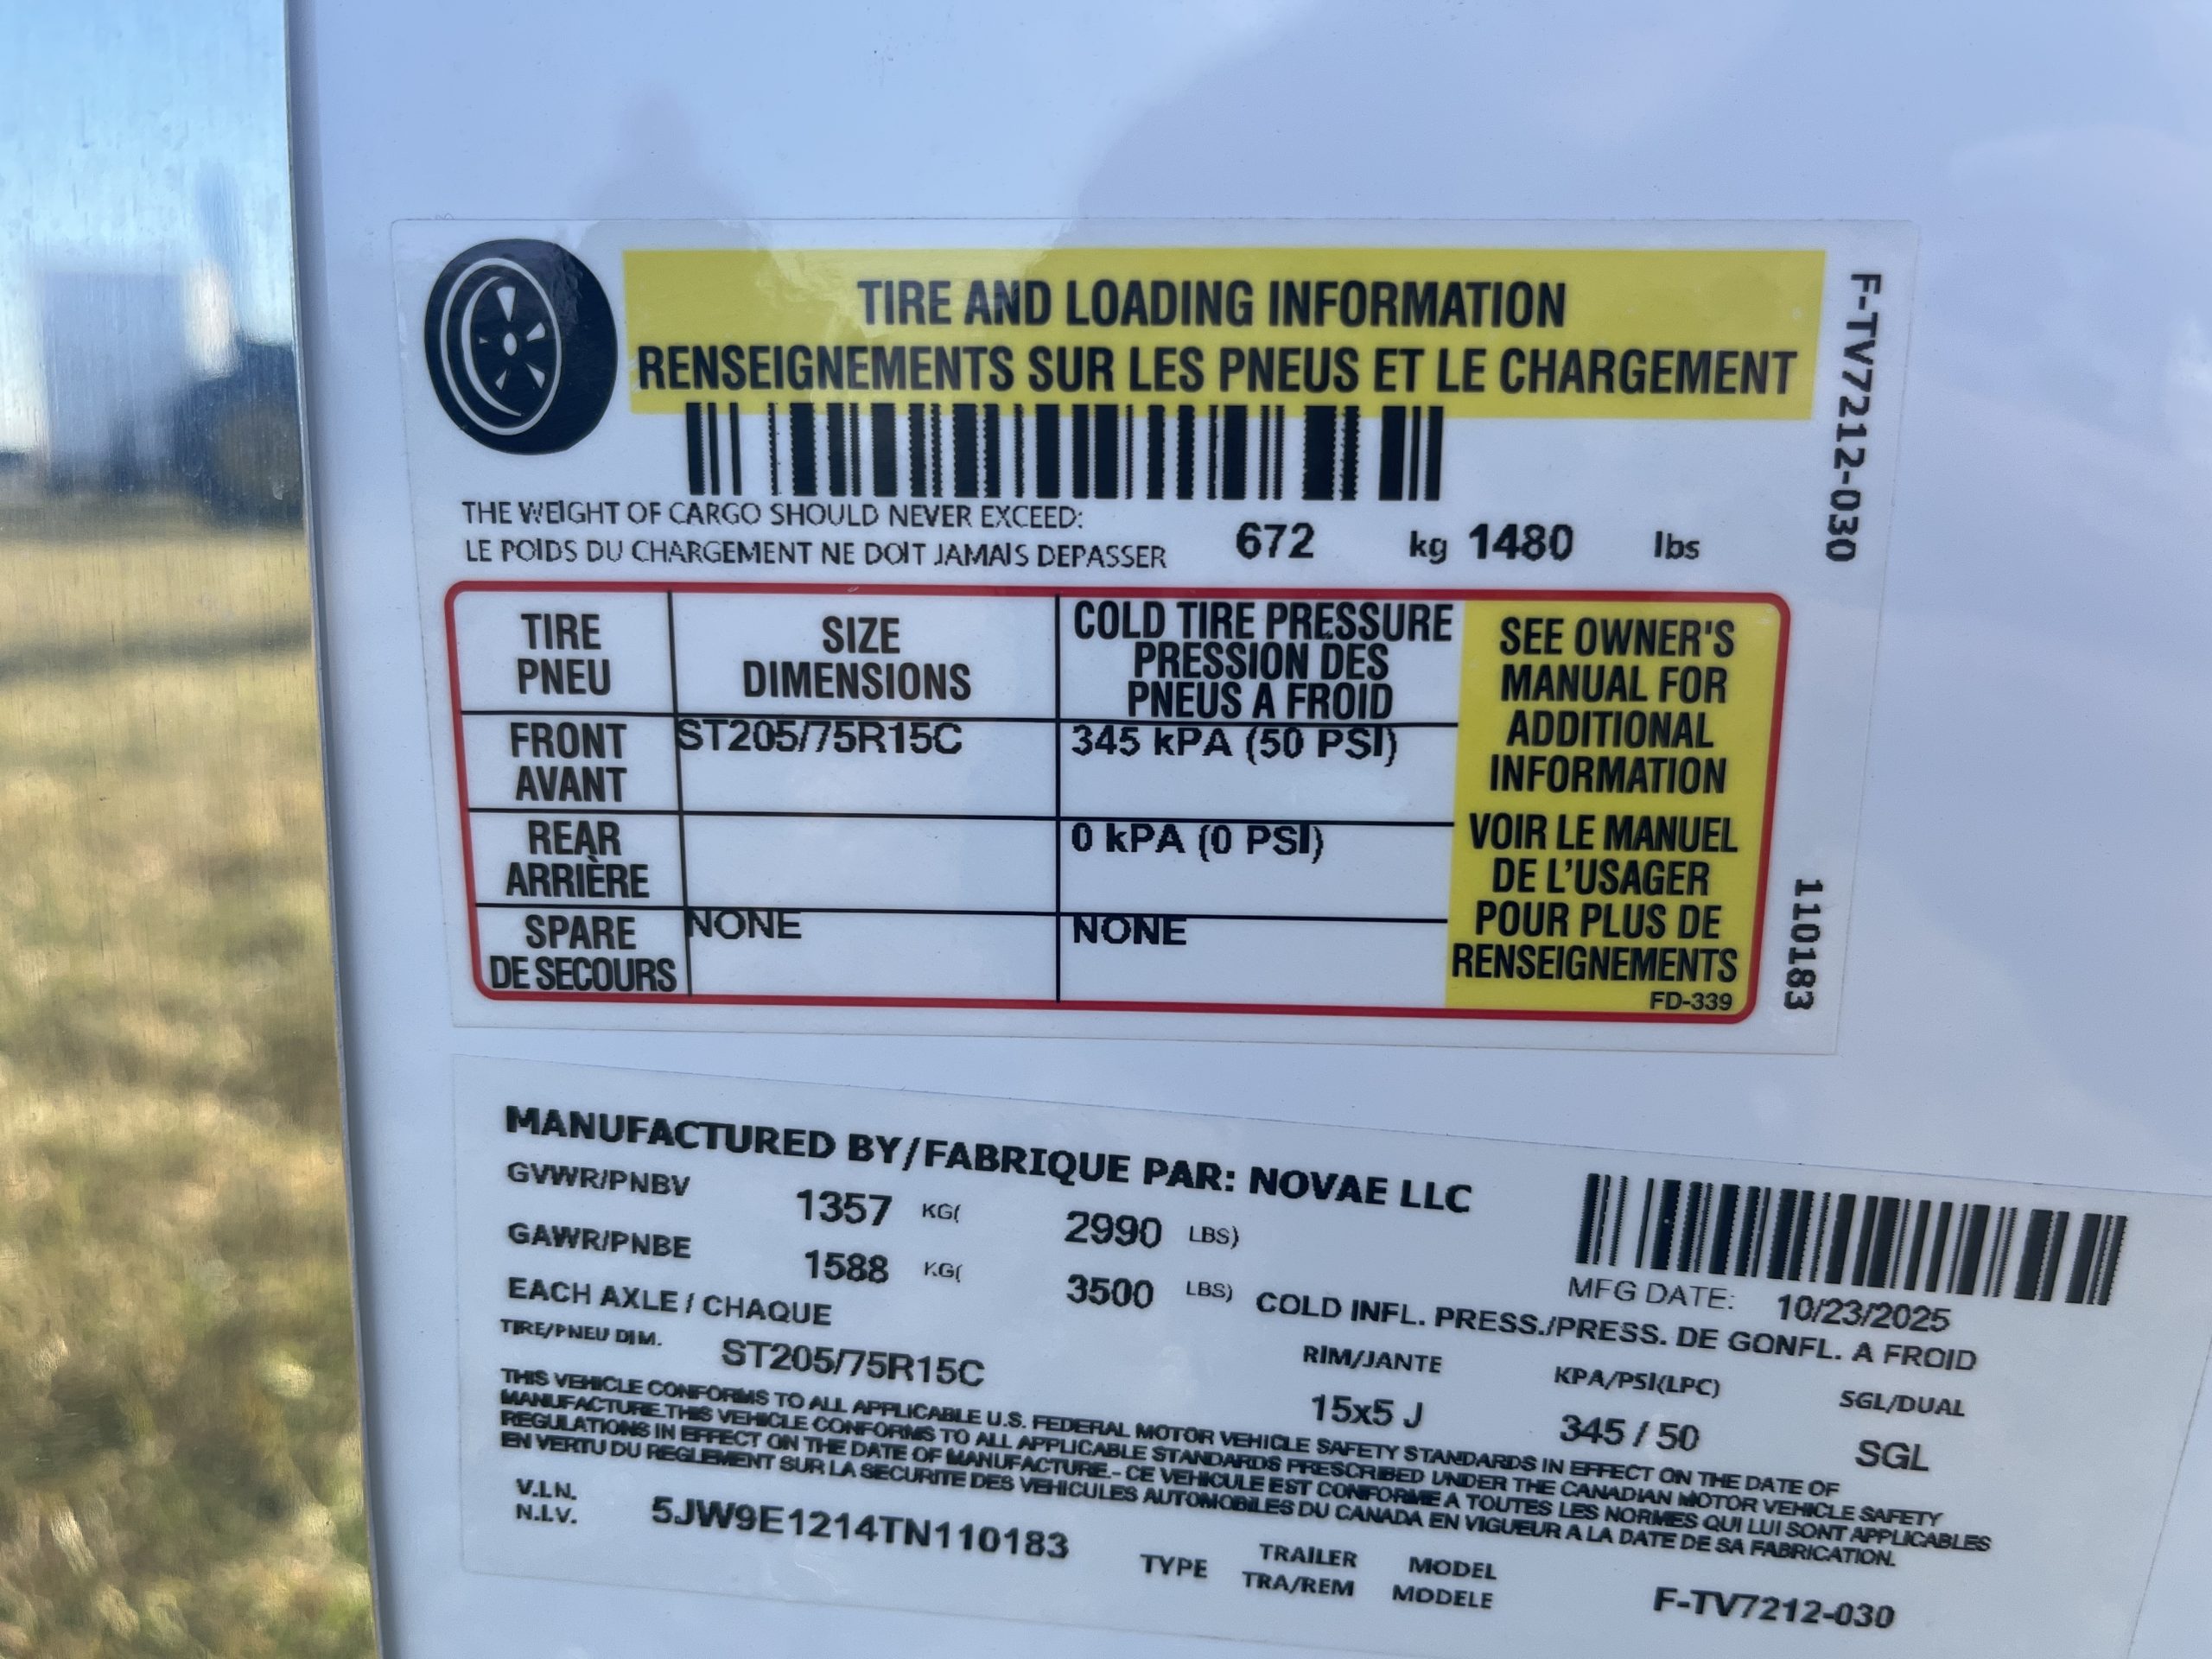 TIRE AND LOADING INFORMATION
RENSEIGNEMENTS SUR LES PNEUS ET LE CHARGEMENT
F-TV7212-030
THE WEIGHT OF CARGO SHOULD NEVER EXCEED:
LE POIDS DU CHARGEMENT NE DOIT JAMAIS DEPASSER 672 kg 1480 lbs
TIRE
PNEU
SIZE
DIMENSIONS
COLD TIRE PRESSURE
PRESSION DES
PNEUS A FROID
FRONT
AVANT
ST205/75R15C
345 kPA (50 PSI)
REAR
ARRIÈRE
0 kPA (0 PSI)
SPARE
DE SECOURS
NONE
NONE
SEE OWNER'S
MANUAL FOR
ADDITIONAL
INFORMATION
VOIR LE MANUEL
DE L'USAGER
POUR PLUS DE
RENSEIGNEMENTS
FD-339
110183
MANUFACTURED BY/FABRIQUE PAR: NOVAE LLC
GVWR/PNBV 1357 KG( 2990 LBS)
GAWR/PNBE 1588 KG( 3500 LBS)
MFG DATE: 10/23/2025
EACH AXLE / CHAQUE
COLD INFL. PRESS./PRESS. DE GONFL. A FROID
TIRE/PNEU DIM. ST205/75R15C
RIM/JANTE KPA/PSI(LPC) SGL/DUAL
15x5 J 345 / 50 SGL
THIS VEHICLE CONFORMS TO ALL APPLICABLE U.S. FEDERAL MOTOR VEHICLE SAFETY STANDARDS IN EFFECT ON THE DATE OF
MANUFACTURE.THIS VEHICLE CONFORMS TO ALL APPLICABLE STANDARDS PRESCRIBED UNDER THE CANADIAN MOTOR VEHICLE SAFETY
REGULATIONS IN EFFECT ON THE DATE OF MANUFACTURE.- CE VEHICULE EST CONFORME A TOUTES LES NORMES QUI LUI SONT APPLICABLES
EN VERTU DU REGLEMENT SUR LA SECURITE DES VEHICULES AUTOMOBILES DU CANADA EN VIGUEUR A LA DATE DE SA FABRICATION.
V.I.N.
N.I.V.
5JW9E1214TN110183
TYPE
TRAILER
TRA/REM
MODEL
MODELE
F-TV7212-030